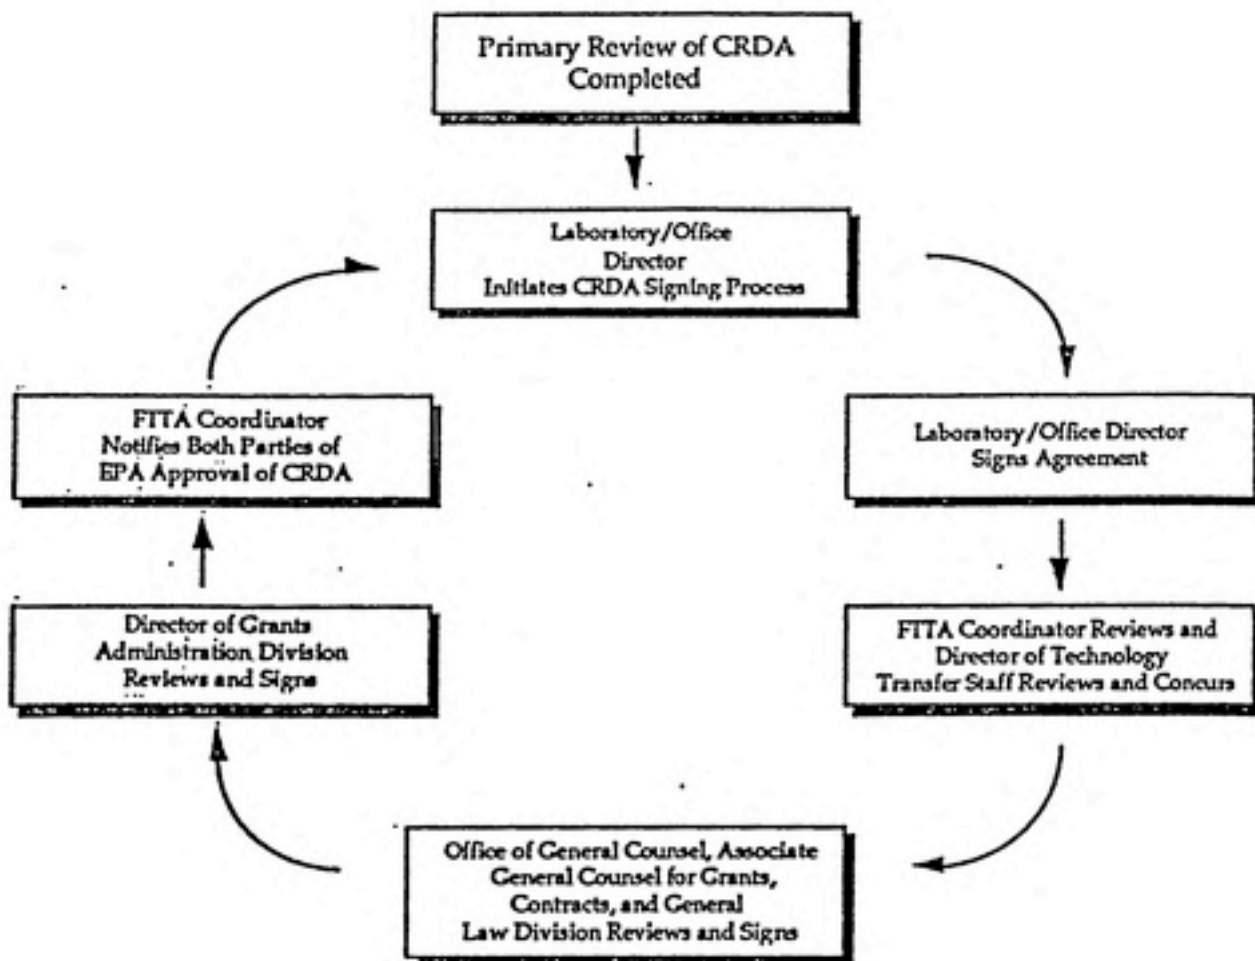 Primary Review of CRDA
Completed
Laboratory/Office
Director
Initiates CRDA Signing Process
Laboratory/Office Director
Signs Agreement
FTTA Coordinator Reviews and
Director of Technology
Transfer Staff Reviews and Concurs
Office of General Counsel, Associate
General Counsel for Grants,
Contracts, and General
Law Division Reviews and Signs
Director of Grants
Administration Division
Reviews and Signs
FTTA Coordinator
Notifies Both Parties of
EPA Approval of CRDA